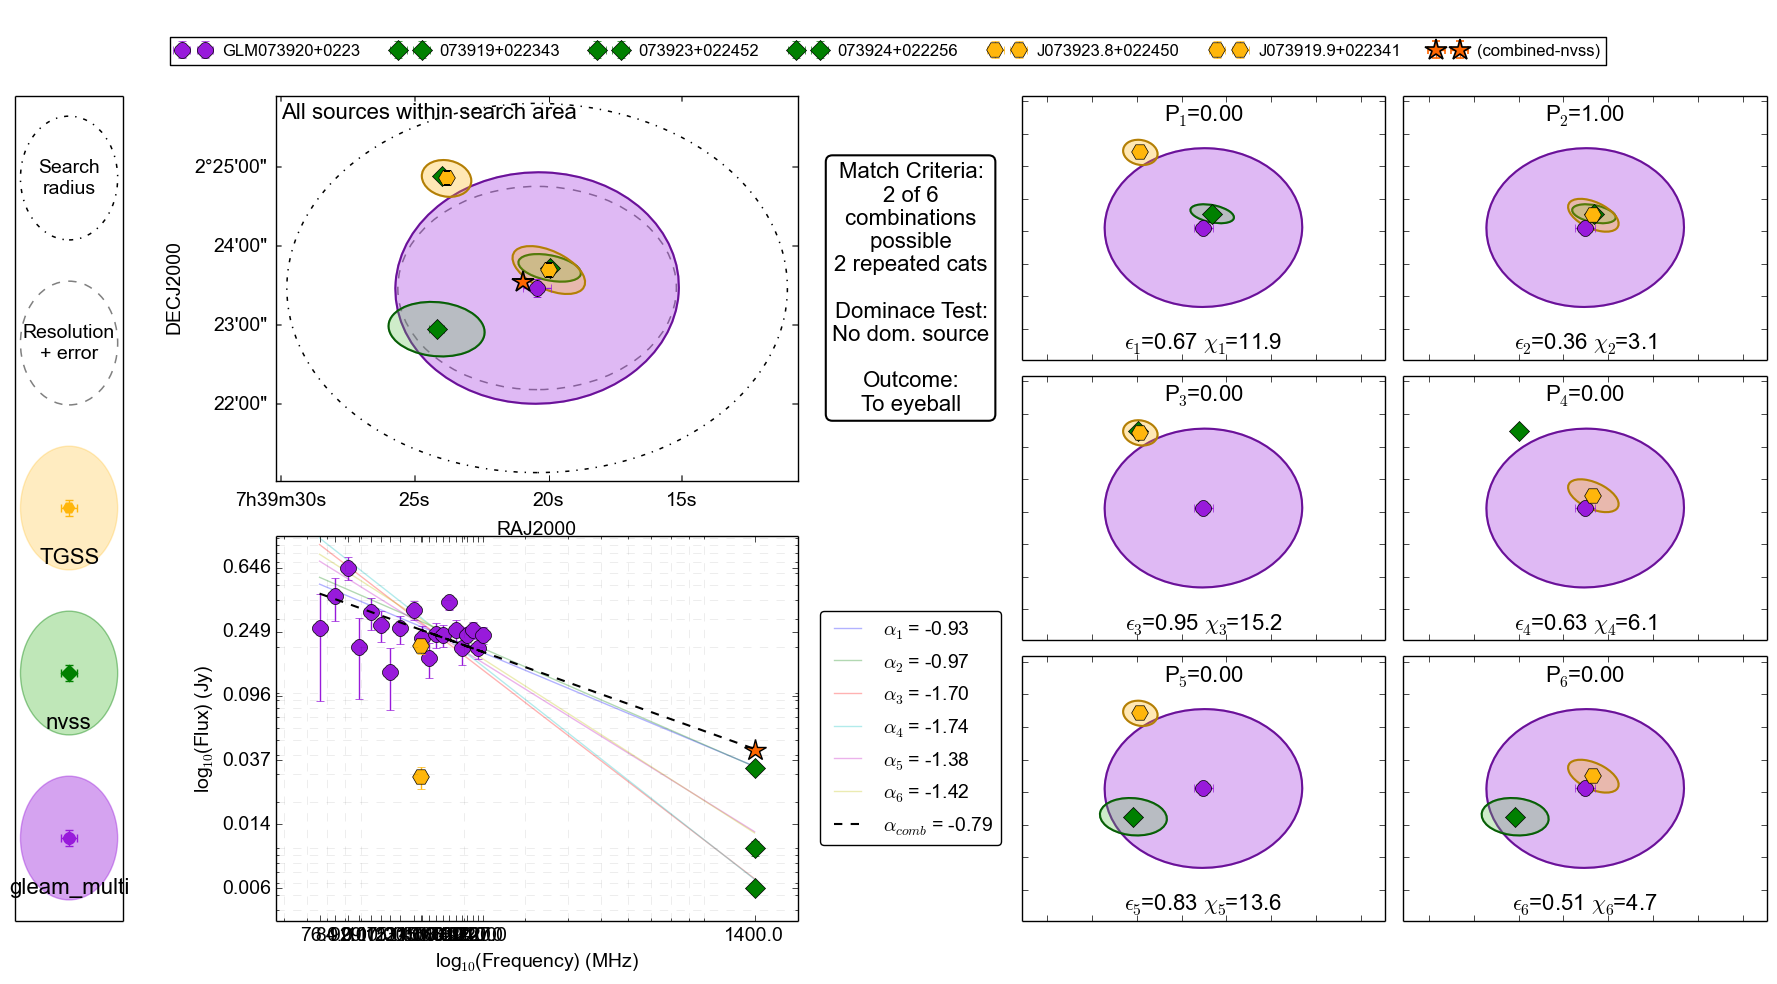 GLM073920+0223 073919+022343 073923+022452 073924+022256 J073923.8+022450 J073919.9+022341 (combined-nvss)
Search
radius
Resolution
+ error
TGSS
nvss
gleam_multi
All sources within search area
2°25'00"
24'00"
23'00"
22'00"
DECJ2000
7h39m30s 25s 20s 15s
RAJ2000
Match Criteria:
2 of 6
combinations
possible
2 repeated cats
Dominace Test:
No dom. source
Outcome:
To eyeball
0.646
0.249
0.096
0.037
0.014
0.006
log10(Flux) (Jy)
1400.0
log10(Frequency) (MHz)
α1 = -0.93
α2 = -0.97
α3 = -1.70
α4 = -1.74
α5 = -1.38
α6 = -1.42
αcomb = -0.79
P1=0.00
ϵ1=0.67 χ1=11.9
P2=1.00
ϵ2=0.36 χ2=3.1
P3=0.00
ϵ3=0.95 χ3=15.2
P4=0.00
ϵ4=0.63 χ4=6.1
P5=0.00
ϵ5=0.83 χ5=13.6
P6=0.00
ϵ6=0.51 χ6=4.7